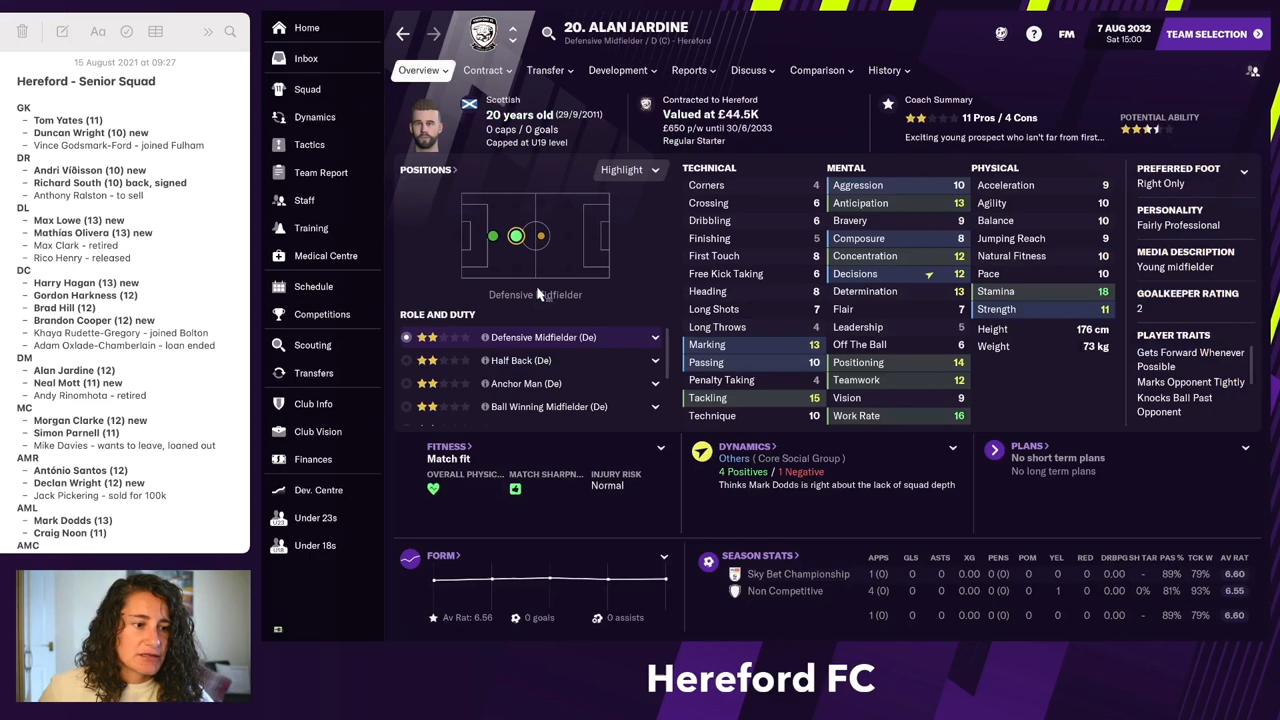 15 August 2021 at 09:27
Hereford - Senior Squad
GK
- Tom Yates (11)
- Duncan Wright (10) new
- Vince Godsmark-Ford - joined Fulham
DR
- Andri Víðisson (10) new
- Richard South (10) back, signed
- Anthony Ralston - to sell
DL
- Max Lowe (13) new
- Mathías Olivera (13) new
- Max Clark - retired
- Rico Henry - released
DC
- Harry Hagan (13) new
- Gordon Harkness (12)
- Brad Hill (12)
- Brandon Cooper (12) new
- Khaya Rudette-Gregory - joined Bolton
- Adam Oxlade-Chamberlain - loan ended
DM
- Alan Jardine (12)
- Neal Mott (11) new
- Andy Rinomhota - retired
MC
- Morgan Clarke (12) new
- Simon Parnell (11)
- Mike Davies - wants to leave, loaned out
AMR
- António Santos (12)
- Declan Wright (12) new
- Jack Pickering - sold for 100k
AML
- Mark Dodds (13)
- Craig Noon (11)
AMC
Home
Inbox
Squad
Dynamics
Tactics
Team Report
Staff
Training
Medical Centre
Schedule
Competitions
Scouting
Transfers
Club Info
Club Vision
Finances
Dev. Centre
Under 23s
Under 18s
20. ALAN JARDINE
Defensive Midfielder / D (C) - Hereford
FM
7 AUG 2032
Sat 15:00
TEAM SELECTION
Overview
Contract
Transfer
Development
Reports
Discuss
Comparison
History
Scottish
20 years old (29/9/2011)
0 caps / 0 goals
Capped at U19 level
Contracted to Hereford
Valued at £44.5K
£650 p/w until 30/6/2033
Regular Starter
Coach Summary
11 Pros / 4 Cons
Exciting young prospect who isn't far from first...
POTENTIAL ABILITY
POSITIONS
Highlight
Defensive Midfielder
ROLE AND DUTY
Defensive Midfielder (De)
Half Back (De)
Anchor Man (De)
Ball Winning Midfielder (De)
TECHNICAL
Corners 4
Crossing 6
Dribbling 6
Finishing 5
First Touch 8
Free Kick Taking 6
Heading 8
Long Shots 7
Long Throws 4
Marking 13
Passing 10
Penalty Taking 4
Tackling 15
Technique 10
MENTAL
Aggression 10
Anticipation 13
Bravery 9
Composure 8
Concentration 12
Decisions 12
Determination 13
Flair 7
Leadership 5
Off The Ball 6
Positioning 14
Teamwork 12
Vision 9
Work Rate 16
PHYSICAL
Acceleration 9
Agility 10
Balance 10
Jumping Reach 9
Natural Fitness 10
Pace 10
Stamina 18
Strength 11
Height 176 cm
Weight 73 kg
PREFERRED FOOT
Right Only
PERSONALITY
Fairly Professional
MEDIA DESCRIPTION
Young midfielder
GOALKEEPER RATING
2
PLAYER TRAITS
Gets Forward Whenever
Possible
Marks Opponent Tightly
Knocks Ball Past
Opponent
FITNESS
Match fit
OVERALL PHYSIC...
MATCH SHARPN...
INJURY RISK
Normal
DYNAMICS
Others ( Core Social Group )
4 Positives / 1 Negative
Thinks Mark Dodds is right about the lack of squad depth
PLANS
No short term plans
No long term plans
FORM
Av Rat: 6.56
0 goals
0 assists
SEASON STATS
APPS GLS ASTS XG PENS POM YEL RED DRBPG SH TAR PAS % TCK W AV RAT
Sky Bet Championship 1 (0) 0 0 0.00 0 (0) 0 0 0 0.00 - 89% 79% 6.60
Non Competitive 4 (0) 0 0 0.00 0 (0) 0 1 0 0.00 0% 81% 93% 6.55
1 (0) 0 0 0.00 0 (0) 0 0 0 0.00 - 89% 79% 6.60
Hereford FC